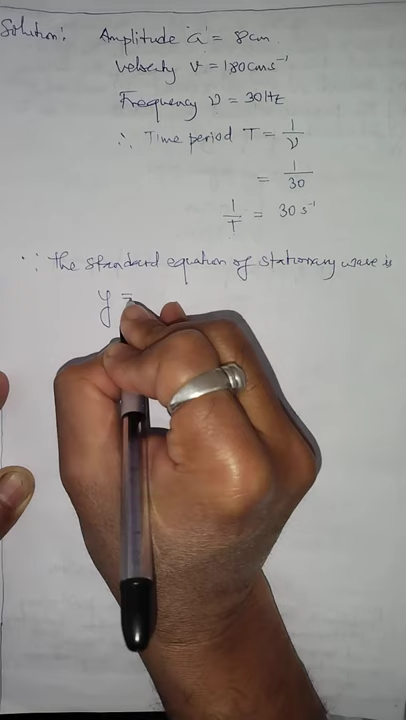 Solution: Amplitude 'a' = 8cm
Velocity v = 180cms⁻¹
Frequency ν = 30Hz
∴ Time period T = 1/ν
= 1/30
1/T = 30 s⁻¹
∵ the standard equation of stationary wave is
y =